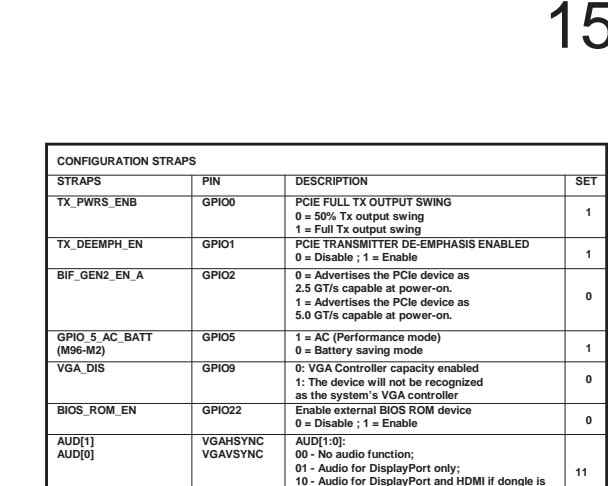 15
CONFIGURATION STRAPS
STRAPS PIN DESCRIPTION SET
TX_PWRS_ENB GPIO0 PCIE FULL TX OUTPUT SWING
0 = 50% Tx output swing
1 = Full Tx output swing
1
TX_DEEMPH_EN GPIO1 PCIE TRANSMITTER DE-EMPHASIS ENABLED
0 = Disable ; 1 = Enable
1
BIF_GEN2_EN_A GPIO2 0 = Advertises the PCIe device as
2.5 GT/s capable at power-on.
1 = Advertises the PCIe device as
5.0 GT/s capable at power-on.
0
GPIO_5_AC_BATT GPIO5 1 = AC (Performance mode)
(M96-M2) 0 = Battery saving mode
1
VGA_DIS GPIO9 0: VGA Controller capacity enabled
1: The device will not be recognized
as the system's VGA controller
0
BIOS_ROM_EN GPIO22 Enable external BIOS ROM device
0 = Disable ; 1 = Enable
0
AUD[1] VGAHSYNC AUD[1:0]:
AUD[0] VGAVSYNC 00 - No audio function;
01 - Audio for DisplayPort only;
10 - Audio for DisplayPort and HDMI if dongle is
11